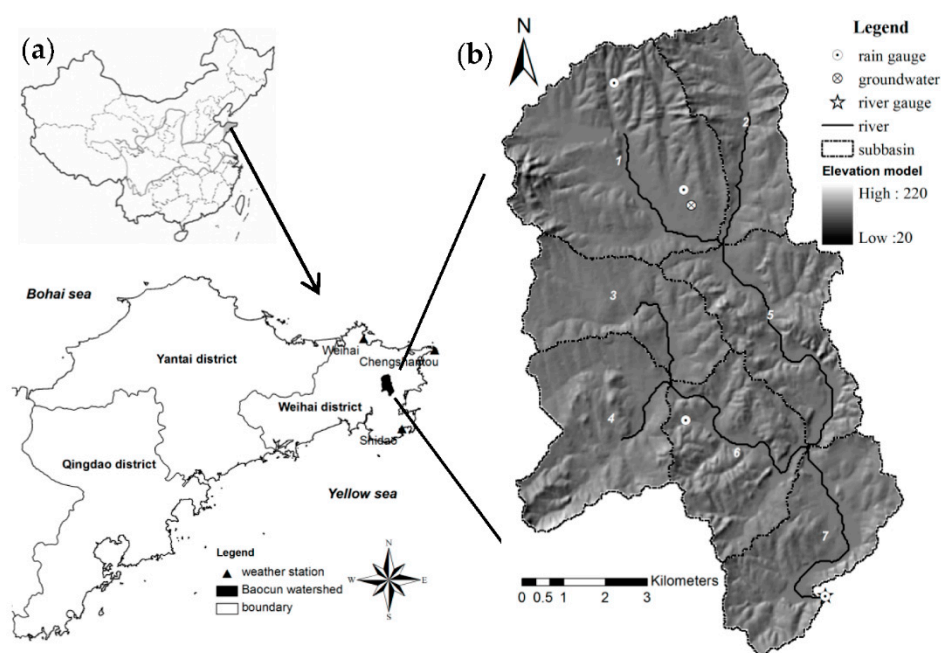 (a)
Bohai sea
Yantai district
Weihai
Chengshantou
Weihai district
Shidao
Qingdao district
Yellow sea
Legend
weather station
Baocun watershed
boundary
N
W
E
S
(b)
N
Legend
rain gauge
groundwater
river gauge
river
subbasin
Elevation model
High : 220
Low :20
1
2
3
4
5
6
7
Kilometers
0 0.5 1 2 3